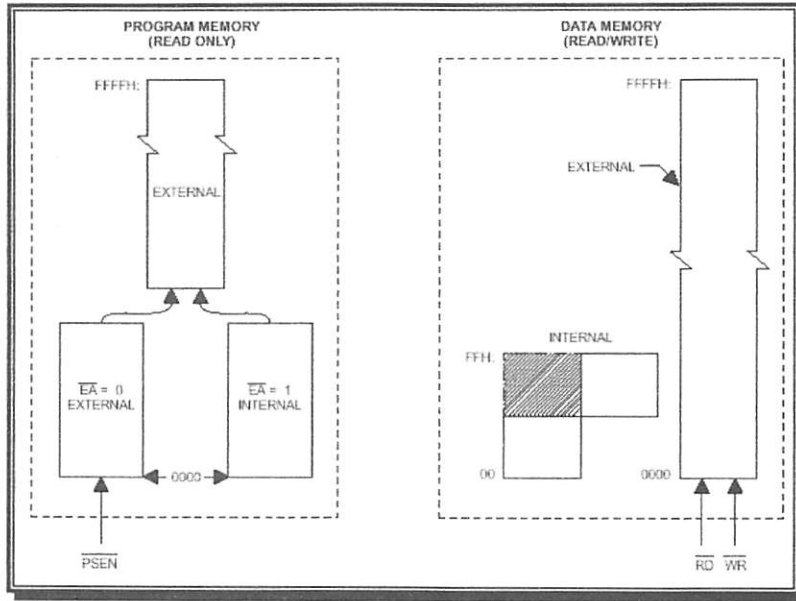 PROGRAM MEMORY
(READ ONLY)
FFFFH:
EXTERNAL
EA = 0
EXTERNAL
EA = 1
INTERNAL
0000
PSEN
DATA MEMORY
(READ/WRITE)
FFFFH:
EXTERNAL
INTERNAL
FFH:
00
0000
RD WR